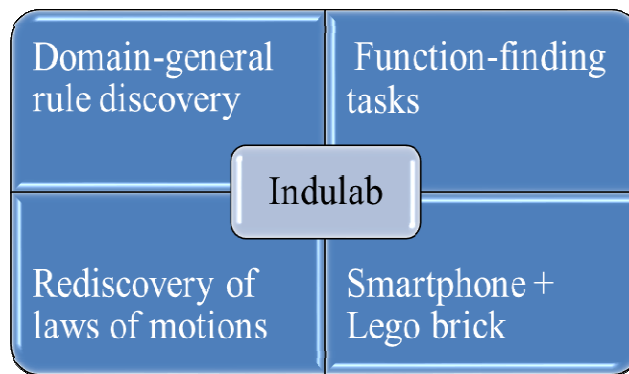 Domain-general
rule discovery
Function-finding
tasks
Indulab
Rediscovery of
laws of motions
Smartphone +
Lego brick